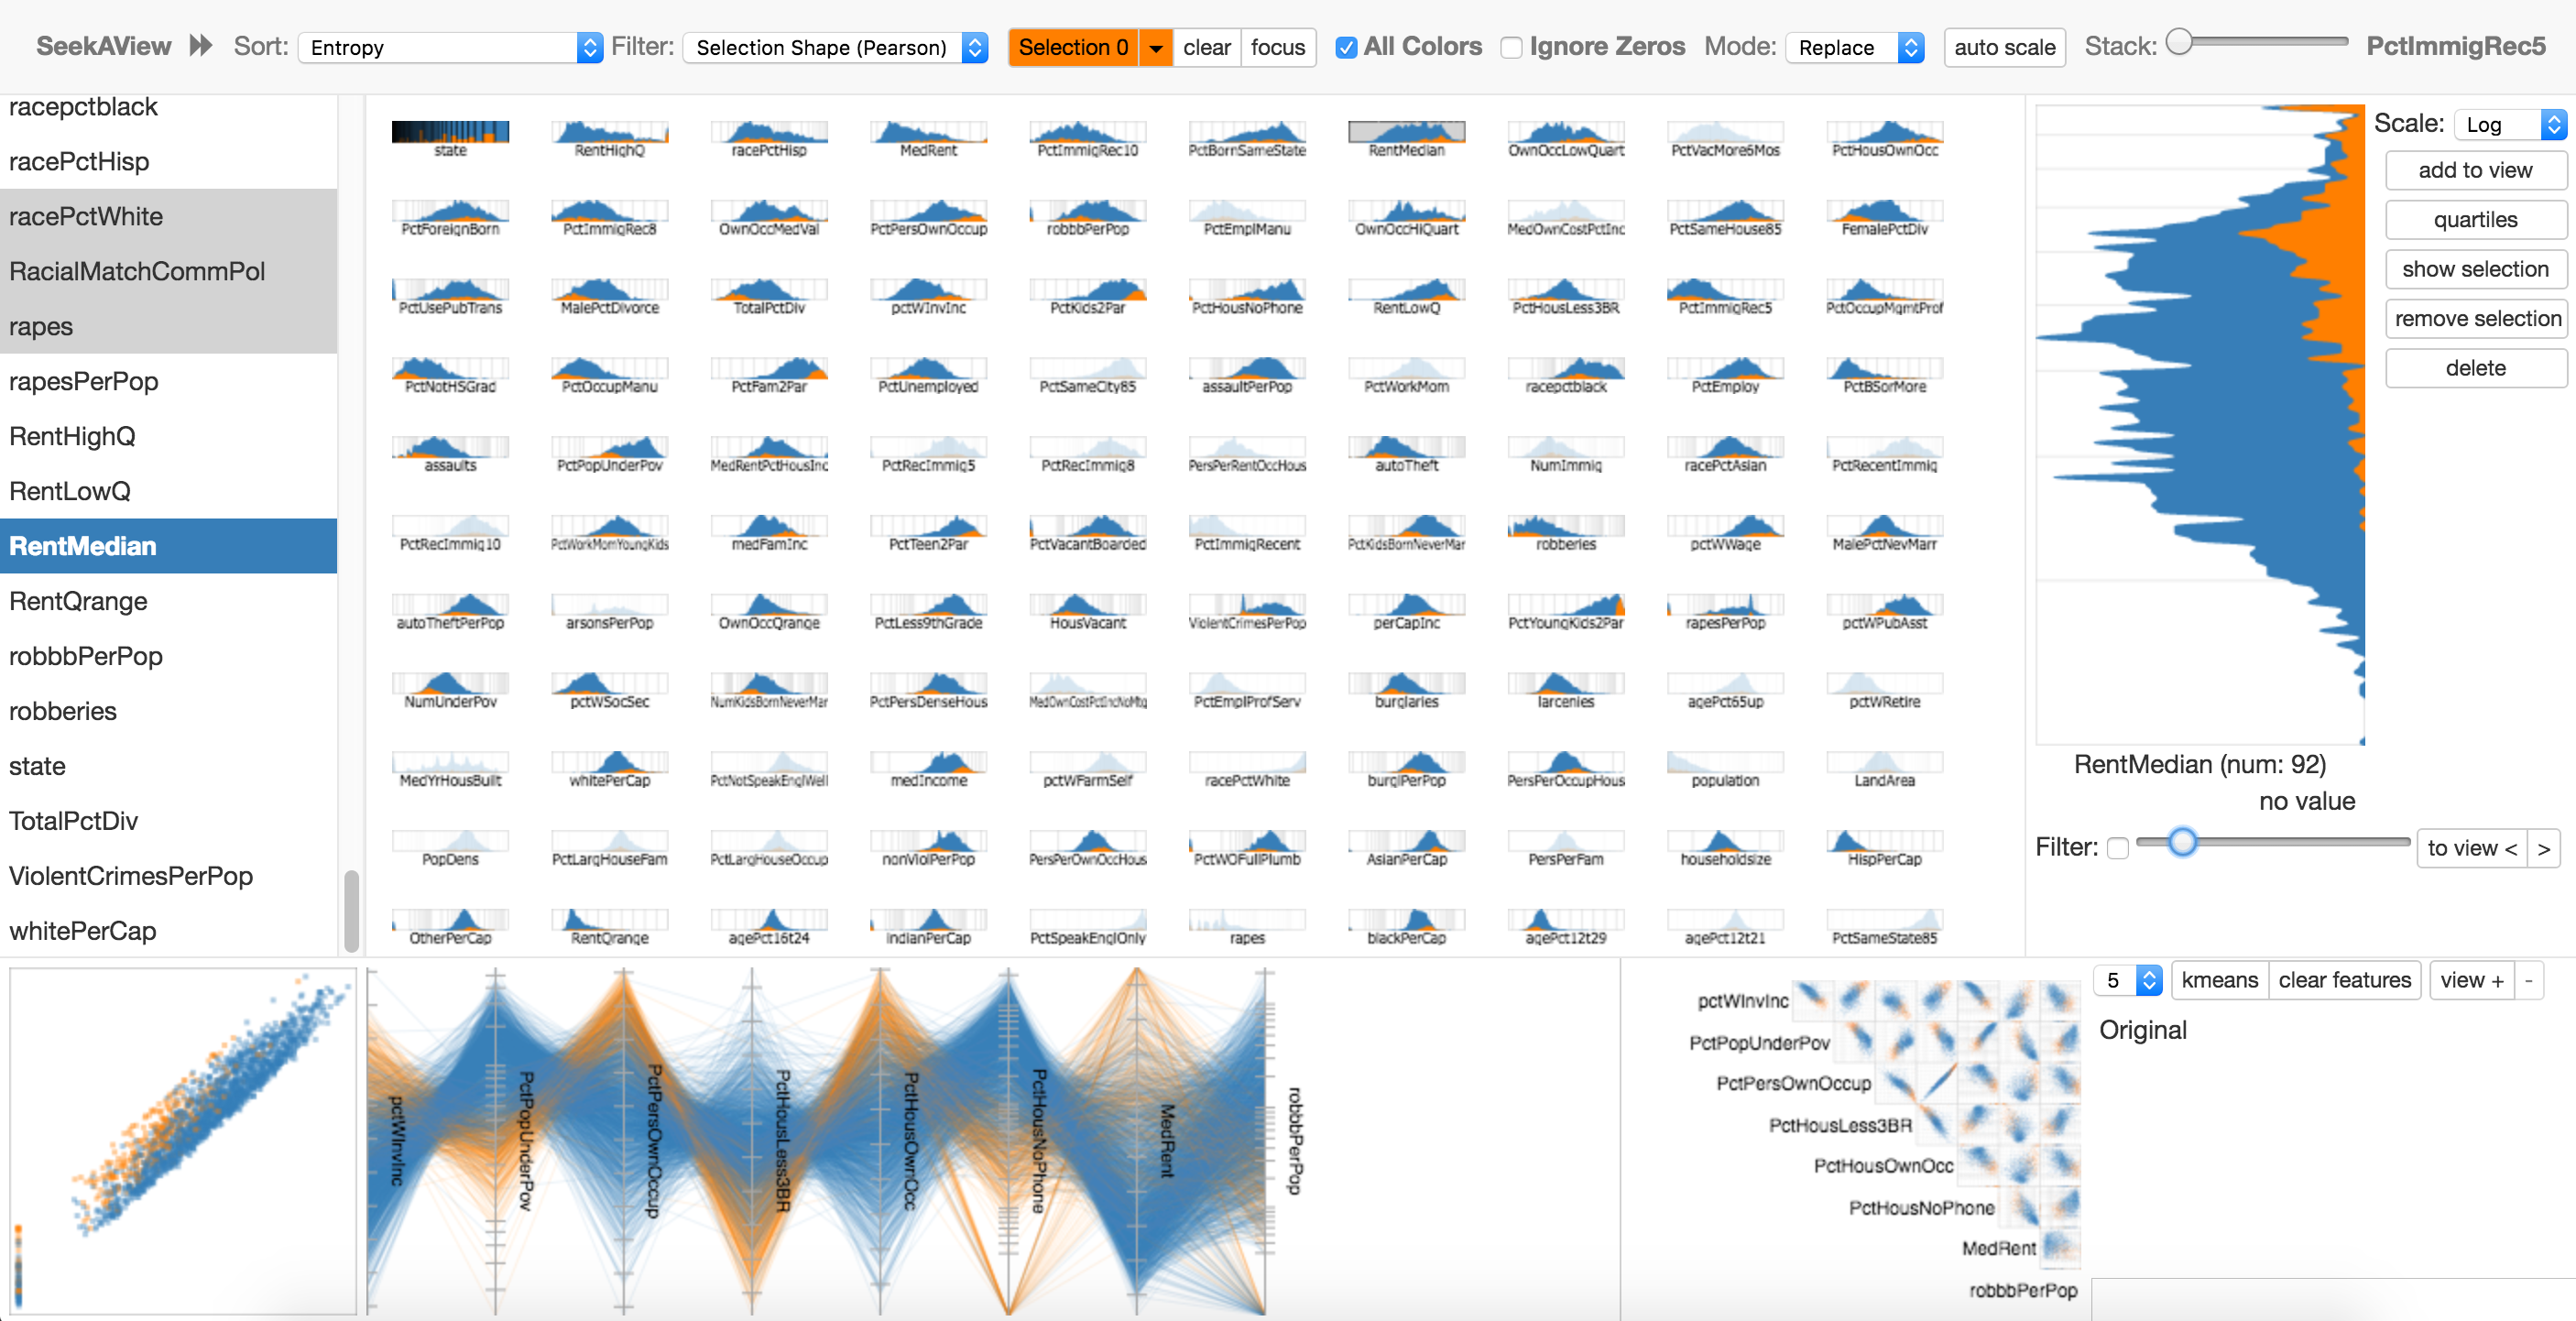 SeekAView Sort: Entropy Filter: Selection Shape (Pearson) Selection 0 clear focus All Colors Ignore Zeros Mode: Replace auto scale Stack: PctImmigRec5
racepctblack
racePctHisp
racePctWhite
RacialMatchCommPol
rapes
rapesPerPop
RentHighQ
RentLowQ
RentMedian
RentQrange
robbbPerPop
robberies
state
TotalPctDiv
ViolentCrimesPerPop
whitePerCap
state RentHighQ racePctHisp MedRent PctImmigRec10 PctBornSameState RentMedian OwnOccLowQuart PctVacMore6Mos PctHousOwnOcc
PctForeignBorn PctImmigRec8 OwnOccMedVal PctPersOwnOccup robbbPerPop PctEmplManu OwnOccHiQuart MedOwnCostPctInc PctSameHouse85 FemalePctDiv
PctUsePubTrans MalePctDivorce TotalPctDiv pctWInvInc PctKids2Par PctHousNoPhone RentLowQ PctHousLess3BR PctImmigRec5 PctOccupMgmtProf
PctNotHSGrad PctOccupManu PctFam2Par PctUnemployed PctSameCity85 assaultPerPop PctWorkMom racepctblack PctEmploy PctBSorMore
assaults PctPopUnderPov MedRentPctHousInc PctRecImmig5 PctRecImmig8 PersPerRentOccHous autoTheft NumImmig racePctAsian PctRecentImmig
PctRecImmig10 PctWorkMomYoungKids medFamInc PctTeen2Par PctVacantBoarded PctImmigRecent PctKidsBornNeverMar robberies pctWWage MalePctNevMarr
autoTheftPerPop arsonsPerPop OwnOccQrange PctLess9thGrade HousVacant ViolentCrimesPerPop perCapInc PctYoungKids2Par rapesPerPop pctWPubAsst
NumUnderPov pctWSocSec NumKidsBornNeverMar PctPersDenseHous MedOwnCostPctIncNoMtg PctEmplProfServ burglaries larcenies agePct65up pctWRetire
MedYrHousBuilt whitePerCap PctNotSpeakEnglWell medIncome pctWFarmSelf racePctWhite burglPerPop PersPerOccupHous population LandArea
PopDens PctLargHouseFam PctLargHouseOccup nonViolPerPop PersPerOwnOccHous PctWOFullPlumb AsianPerCap PersPerFam householdsize HispPerCap
OtherPerCap RentQrange agePct16t24 indianPerCap PctSpeakEnglOnly rapes blackPerCap agePct12t29 agePct12t21 PctSameState85
Scale: Log
add to view
quartiles
show selection
remove selection
delete
RentMedian (num: 92)
no value
Filter: to view < >
pctWInvInc
PctPopUnderPov
PctPersOwnOccup
PctHousLess3BR
PctHousOwnOcc
PctHousNoPhone
MedRent
robbbPerPop
pctWInvInc
PctPopUnderPov
PctPersOwnOccup
PctHousLess3BR
PctHousOwnOcc
PctHousNoPhone
MedRent
robbbPerPop
5 kmeans clear features view + -
Original